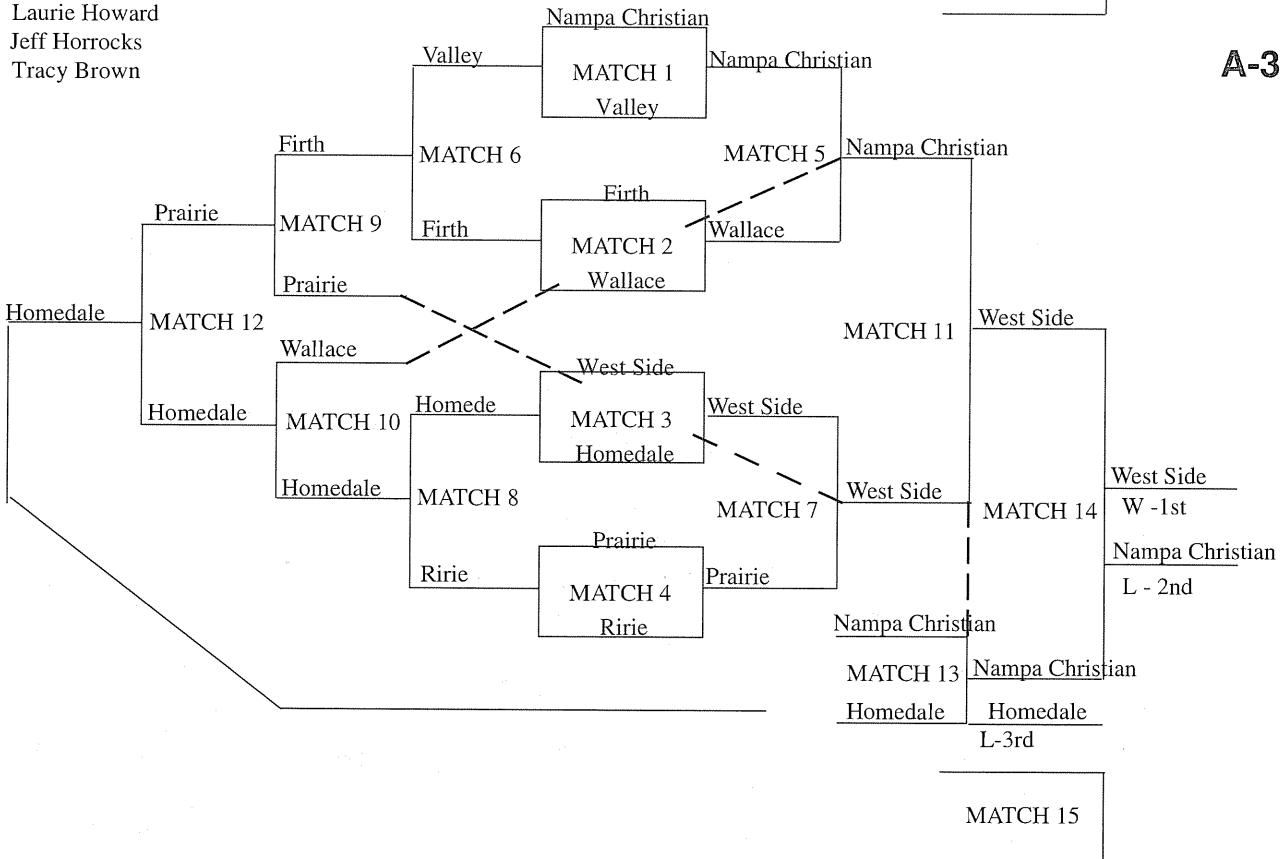 Laurie Howard
Jeff Horrocks
Tracy Brown
A-3
Nampa Christian
Valley
MATCH 1
Nampa Christian
Valley
Firth
MATCH 6
MATCH 5
Nampa Christian
Firth
Prairie
MATCH 9
Firth
MATCH 2
Wallace
Wallace
Prairie
Homedale
MATCH 12
MATCH 11
West Side
Wallace
West Side
Homedale
MATCH 10
Homede
MATCH 3
West Side
Homedale
Homedale
MATCH 8
MATCH 7
West Side
MATCH 14
West Side
W -1st
Prairie
Nampa Christian
L - 2nd
Ririe
MATCH 4
Prairie
Ririe
Nampa Christian
MATCH 13
Nampa Christian
Homedale
Homedale
L-3rd
MATCH 15